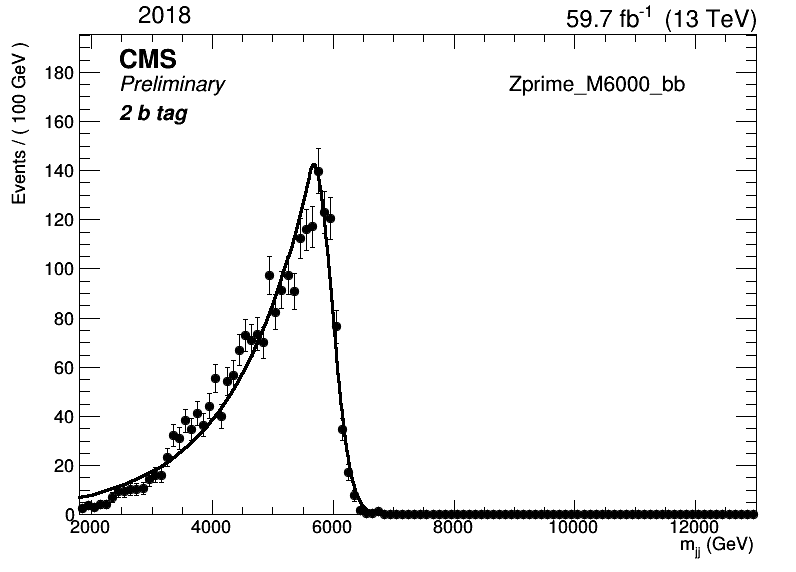 2018 59.7 fb⁻¹ (13 TeV)
CMS
Preliminary
Zprime_M6000_bb
2 b tag
Events / ( 100 GeV )
180
160
140
120
100
80
60
40
20
0
2000 4000 6000 8000 10000 12000
m_jj (GeV)